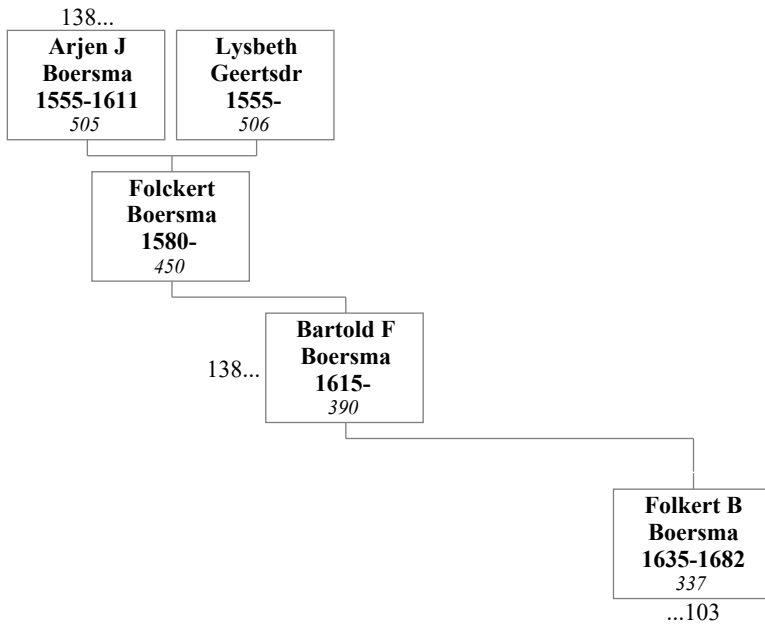 138...
Arjen J
Boersma
1555-1611
505
Lysbeth
Geertsdr
1555-
506
Folckert
Boersma
1580-
450
138...
Bartold F
Boersma
1615-
390
Folkert B
Boersma
1635-1682
337
...103